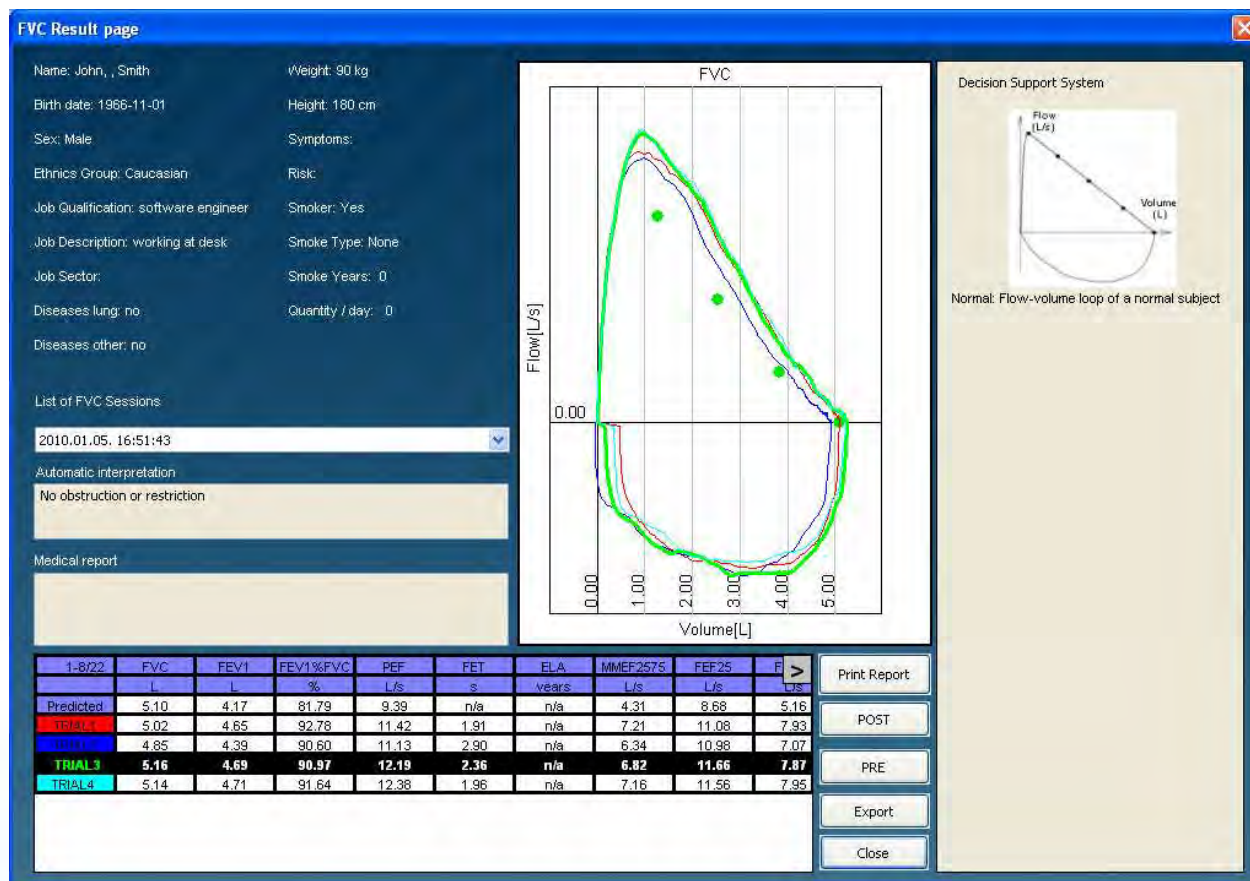 FVC Result page
Name: John, , Smith
Weight: 90 kg
Birth date: 1966-11-01
Height: 180 cm
Sex: Male
Symptoms:
Ethnics Group: Caucasian
Risk:
Job Qualification: software engineer
Smoker: Yes
Job Description: working at desk
Smoke Type: None
Job Sector:
Smoke Years: 0
Diseases lung: no
Quantity / day: 0
Diseases other: no
List of FVC Sessions
2010.01.05. 16:51:43
Automatic interpretation
No obstruction or restriction
Medical report
FVC
Flow[L/s]
0.00
0.00 1.00 2.00 3.00 4.00 5.00
Volume[L]
Decision Support System
Flow
(L/s)
Volume
(L)
Normal: Flow-volume loop of a normal subject
1-8/22 FVC FEV1 FEV1%FVC PEF FET ELA MMEF2575 FEF25 F >
L L % L/s s years L/s L/s L/s
Predicted 5.10 4.17 81.79 9.39 n/a n/a 4.31 8.68 5.16
TRIAL1 5.02 4.65 92.78 11.42 1.91 n/a 7.21 11.08 7.93
4.85 4.39 90.60 11.13 2.90 n/a 6.34 10.98 7.07
TRIAL3 5.16 4.69 90.97 12.19 2.36 n/a 6.82 11.66 7.87
TRIAL4 5.14 4.71 91.64 12.38 1.96 n/a 7.16 11.56 7.95
Print Report
POST
PRE
Export
Close